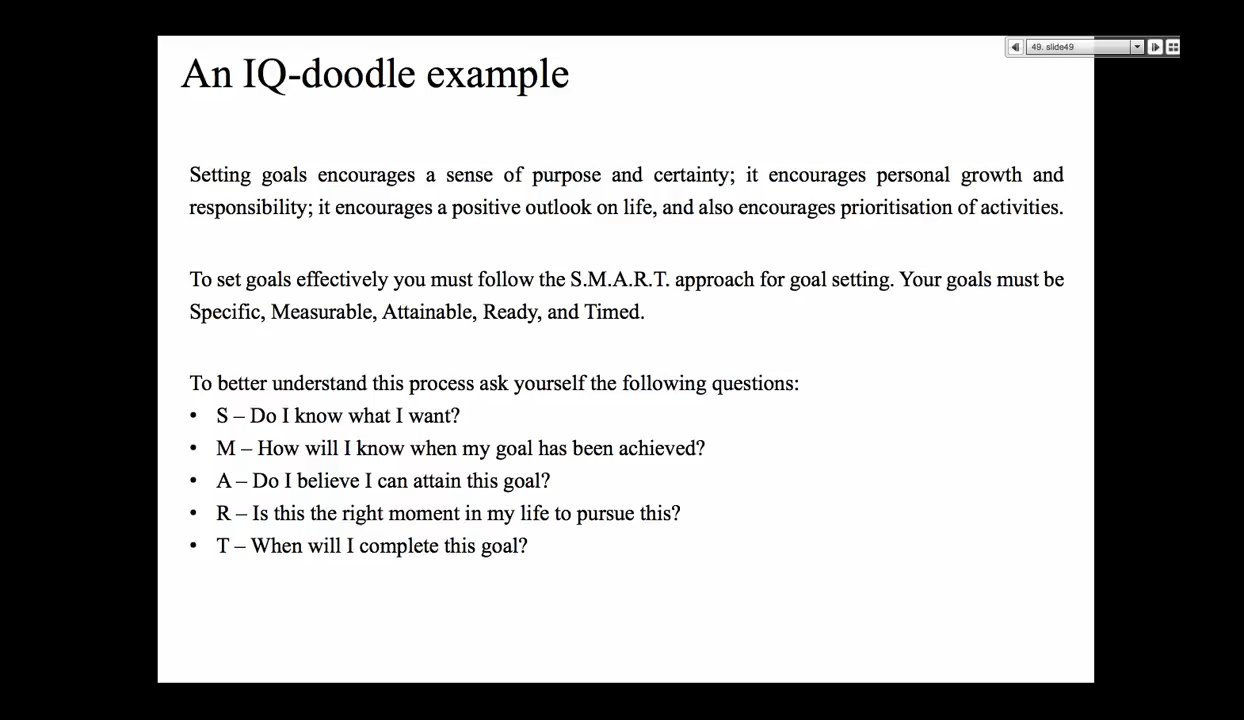 49. slide49
An IQ-doodle example
Setting goals encourages a sense of purpose and certainty; it encourages personal growth and
responsibility; it encourages a positive outlook on life, and also encourages prioritisation of activities.
To set goals effectively you must follow the S.M.A.R.T. approach for goal setting. Your goals must be
Specific, Measurable, Attainable, Ready, and Timed.
To better understand this process ask yourself the following questions:
• S – Do I know what I want?
• M – How will I know when my goal has been achieved?
• A – Do I believe I can attain this goal?
• R – Is this the right moment in my life to pursue this?
• T – When will I complete this goal?